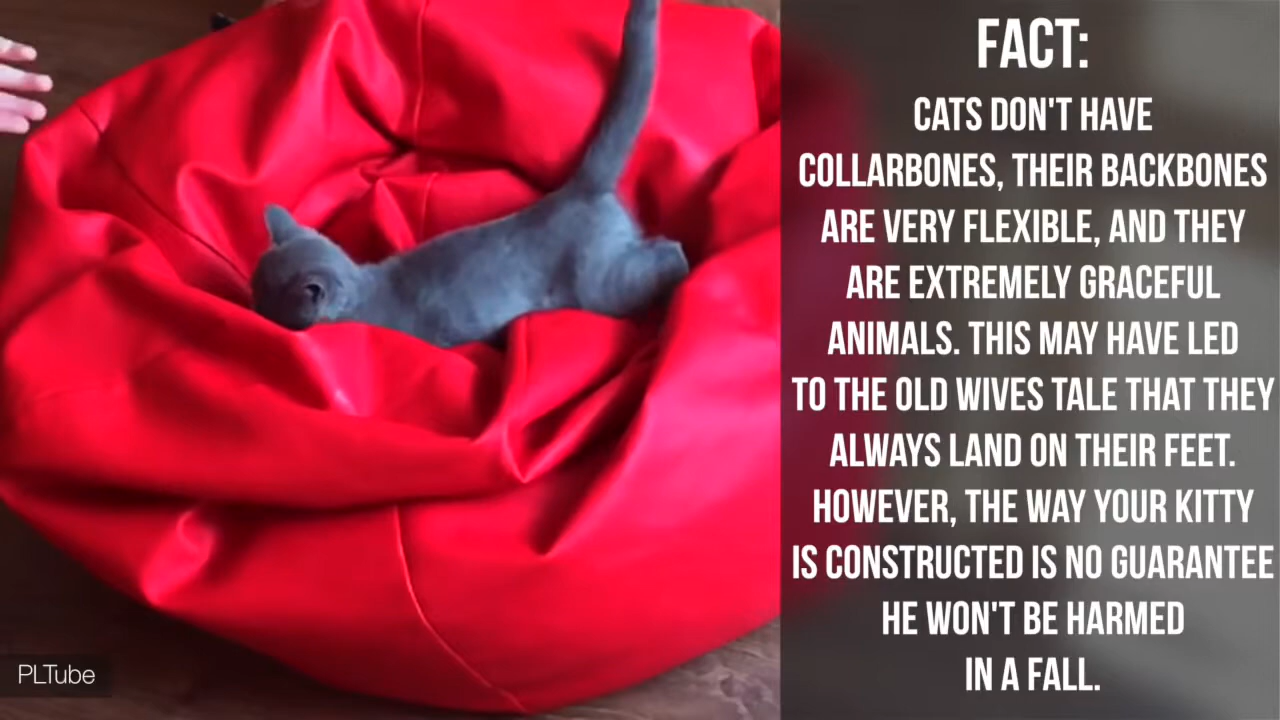 FACT:
CATS DON'T HAVE
COLLARBONES, THEIR BACKBONES
ARE VERY FLEXIBLE, AND THEY
ARE EXTREMELY GRACEFUL
ANIMALS. THIS MAY HAVE LED
TO THE OLD WIVES TALE THAT THEY
ALWAYS LAND ON THEIR FEET.
HOWEVER, THE WAY YOUR KITTY
IS CONSTRUCTED IS NO GUARANTEE
HE WON'T BE HARMED
IN A FALL.
PLTube